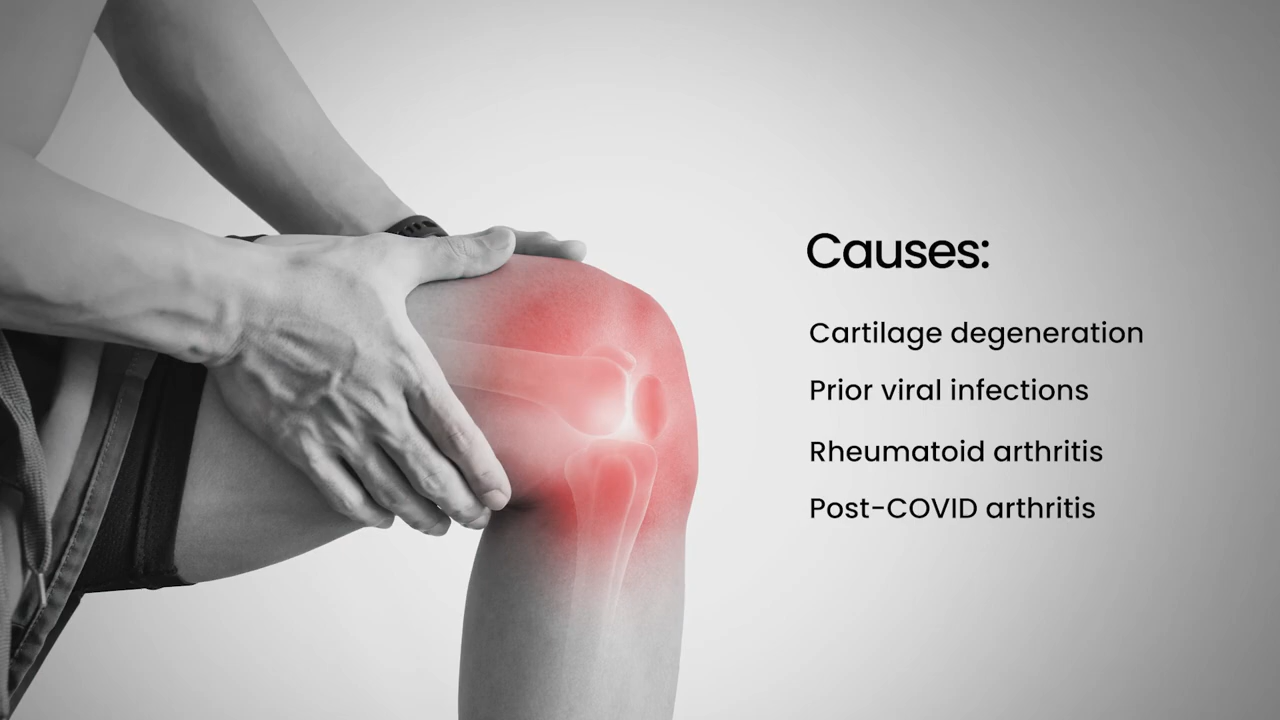 Causes:
Cartilage degeneration
Prior viral infections
Rheumatoid arthritis
Post-COVID arthritis